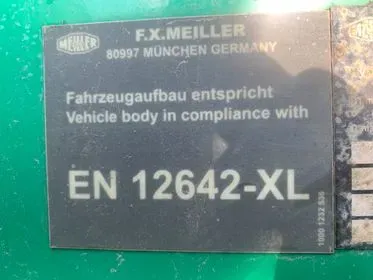 MEILLER
F.X.MEILLER
80997 MÜNCHEN GERMANY
Fahrzeugaufbau entspricht
Vehicle body in compliance with
EN 12642-XL